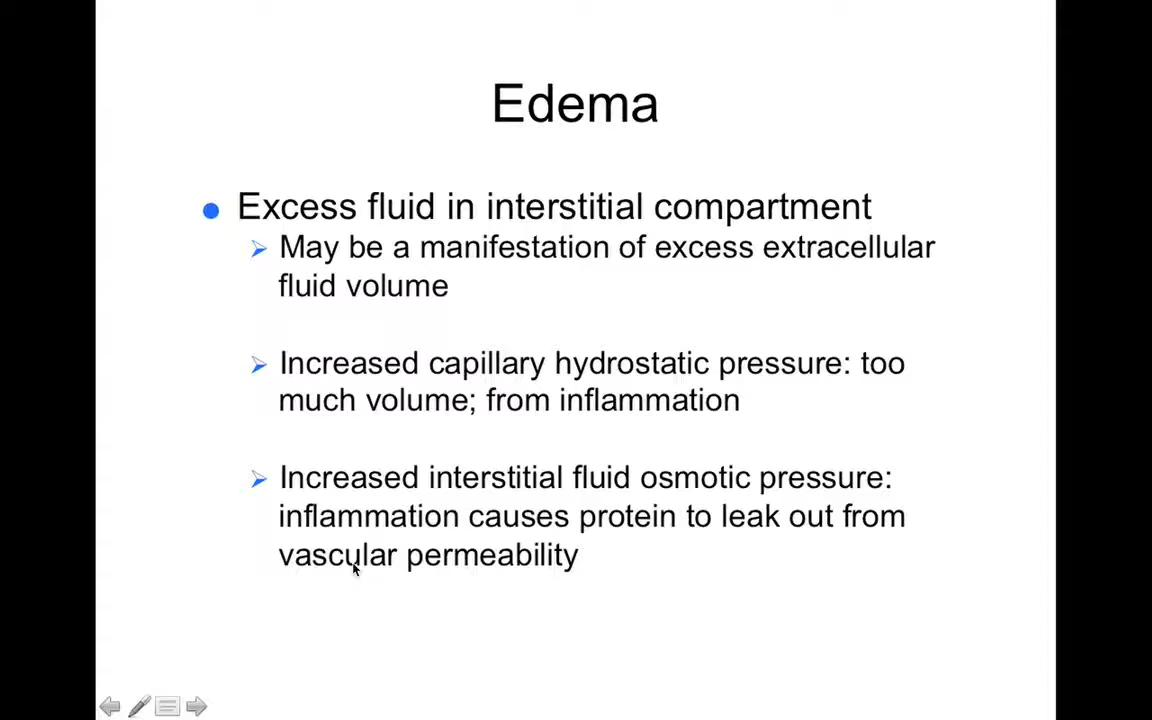 Edema
Excess fluid in interstitial compartment
May be a manifestation of excess extracellular
fluid volume
Increased capillary hydrostatic pressure: too
much volume; from inflammation
Increased interstitial fluid osmotic pressure:
inflammation causes protein to leak out from
vascular permeability